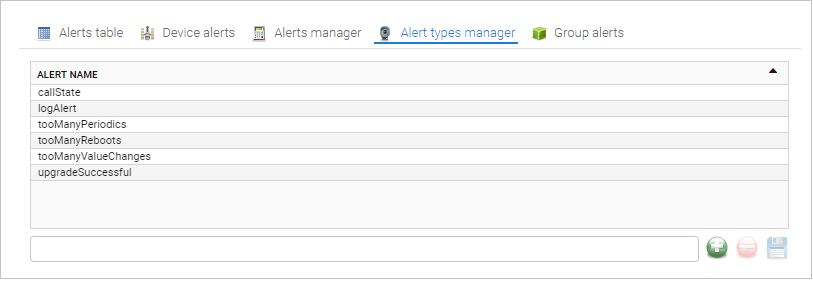 Alerts table Device alerts Alerts manager Alert types manager Group alerts
ALERT NAME
callState
logAlert
tooManyPeriodics
tooManyReboots
tooManyValueChanges
upgradeSuccessful